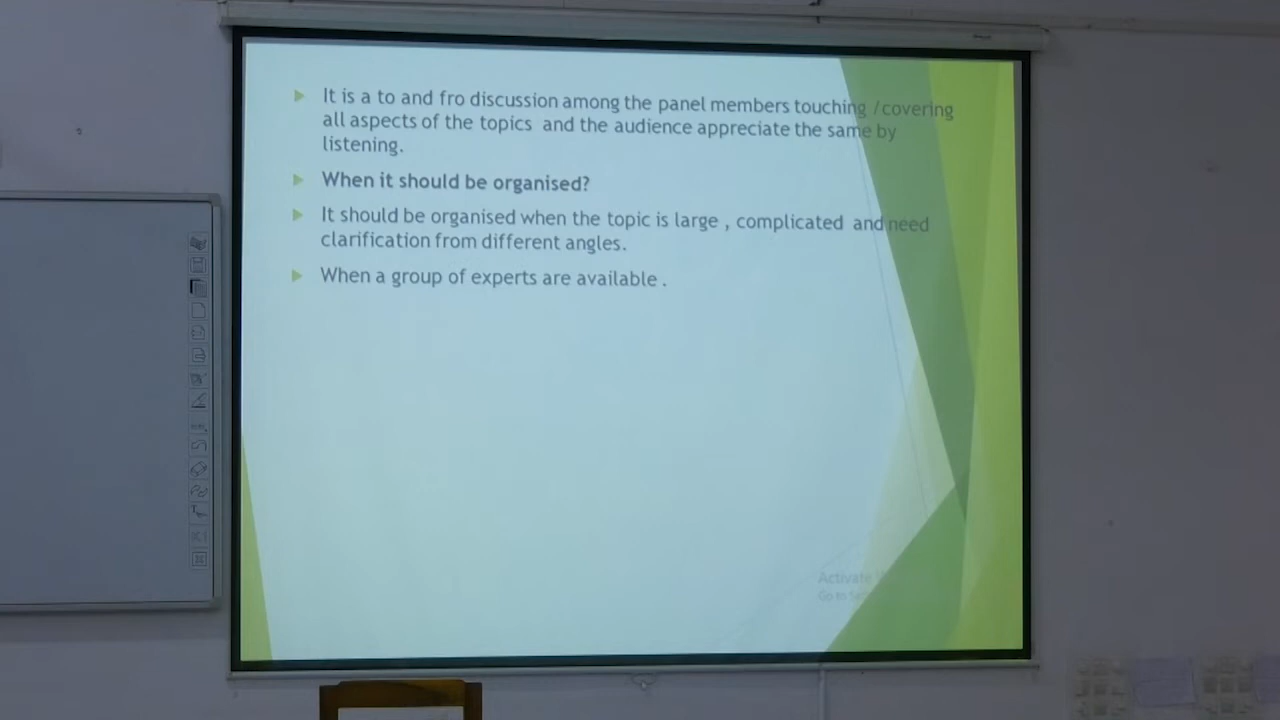 It is a to and fro discussion among the panel members touching /covering
all aspects of the topics and the audience appreciate the same by
listening.
When it should be organised?
It should be organised when the topic is large , complicated and need
clarification from different angles.
When a group of experts are available .
Activate
Go to